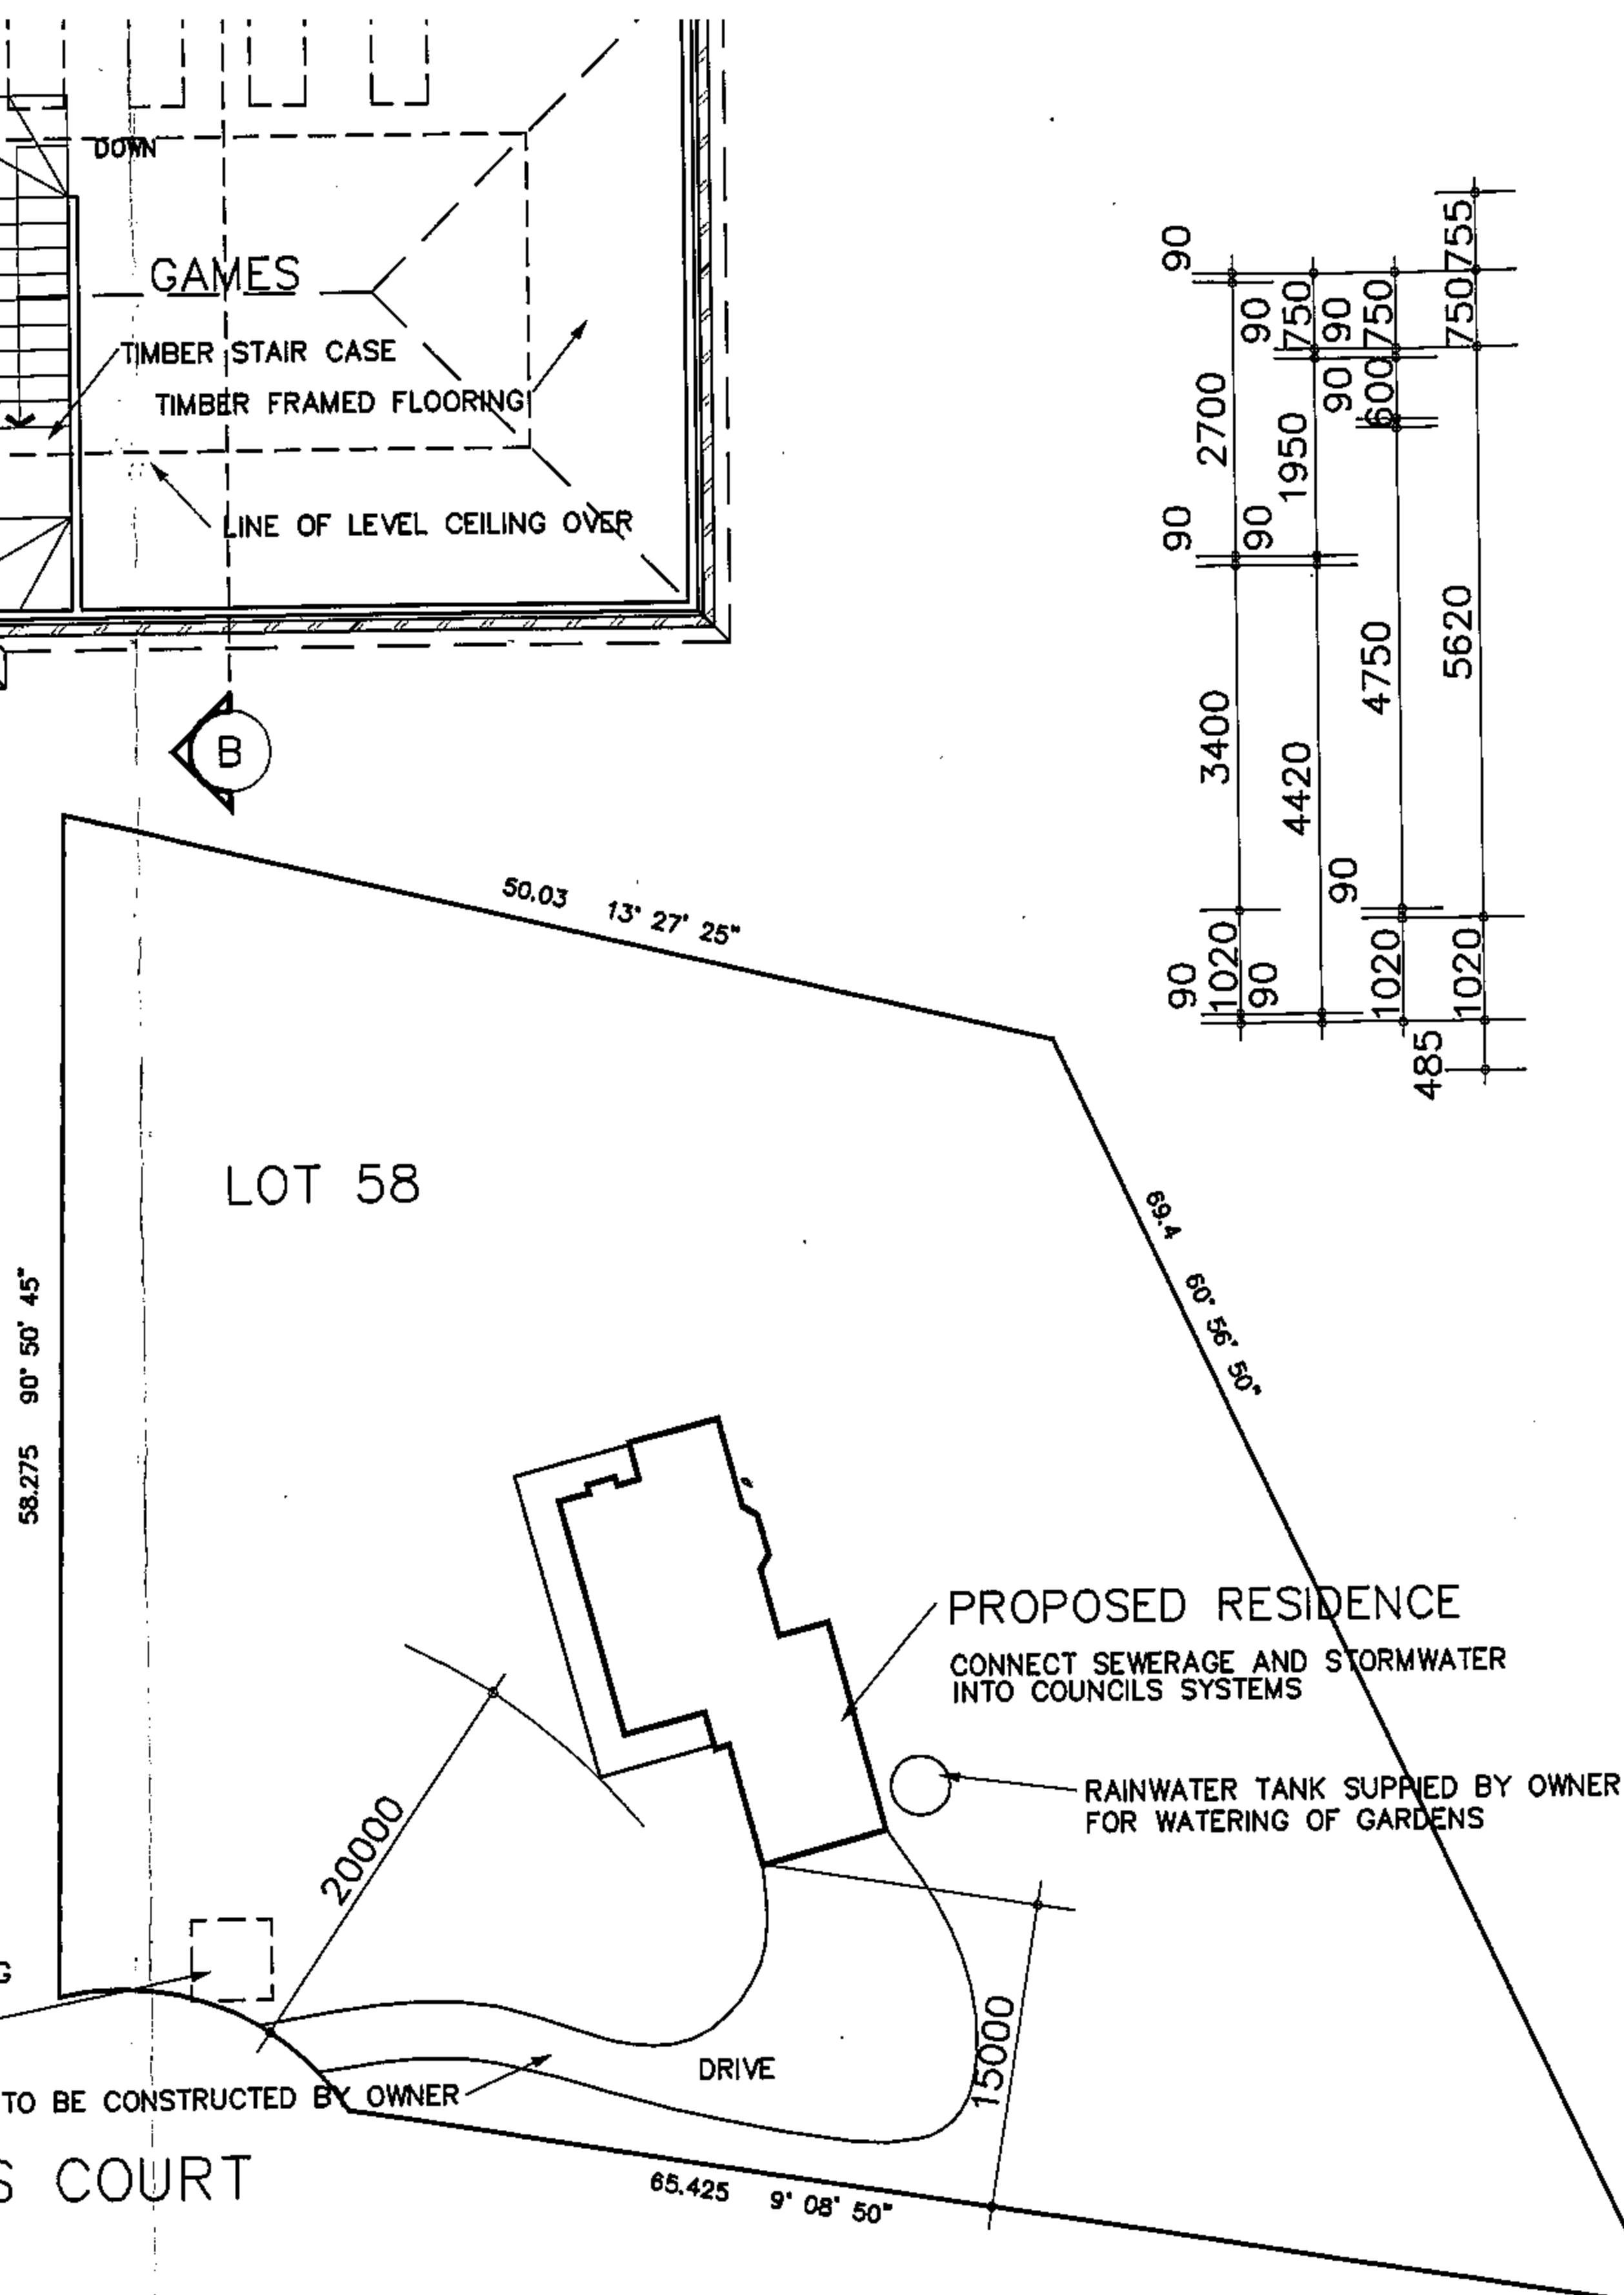 DOWN
GAMES
TIMBER STAIR CASE
TIMBER FRAMED FLOORING
LINE OF LEVEL CEILING OVER
B
90
2700
90
3400
1020
90
90
750
1950
90
4420
90
90
750
90
600
4750
90
1020
755
750
5620
1020
485
50.03 13° 27' 25"
LOT 58
69.4 60° 56' 50"
58.275 90° 50' 45"
PROPOSED RESIDENCE
CONNECT SEWERAGE AND STORMWATER
INTO COUNCILS SYSTEMS
RAINWATER TANK SUPPIED BY OWNER
FOR WATERING OF GARDENS
20000
G
15000
DRIVE
TO BE CONSTRUCTED BY OWNER
S COURT
65.425 9° 08' 50"